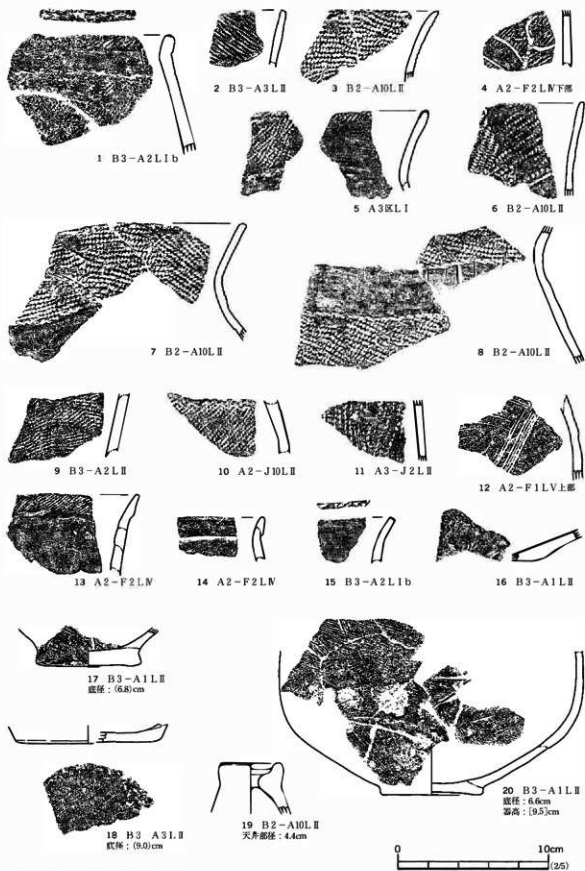 1 B3−A2LⅠb
2 B3−A3LⅡ
3 B2−A10LⅡ
4 A2−F2LⅣ下部
5 A3区LⅠ
6 B2−A10LⅡ
7 B2−A10LⅡ
8 B2−A10LⅡ
9 B3−A2LⅡ
10 A2−J10LⅡ
11 A3−J2LⅡ
12 A2−F1LⅤ上部
13 A2−F2LⅣ
14 A2−F2LⅣ
15 B3−A2LⅠb
16 B3−A1LⅡ
17 B3−A1LⅡ
底径:(6.8)cm
18 B3 A3LⅡ
底径:(9.0)cm
19 B2−A10LⅡ
天井部径:4.4cm
20 B3−A1LⅡ
底径:6.6cm
器高:[9.5]cm
0 10cm
(2/5)